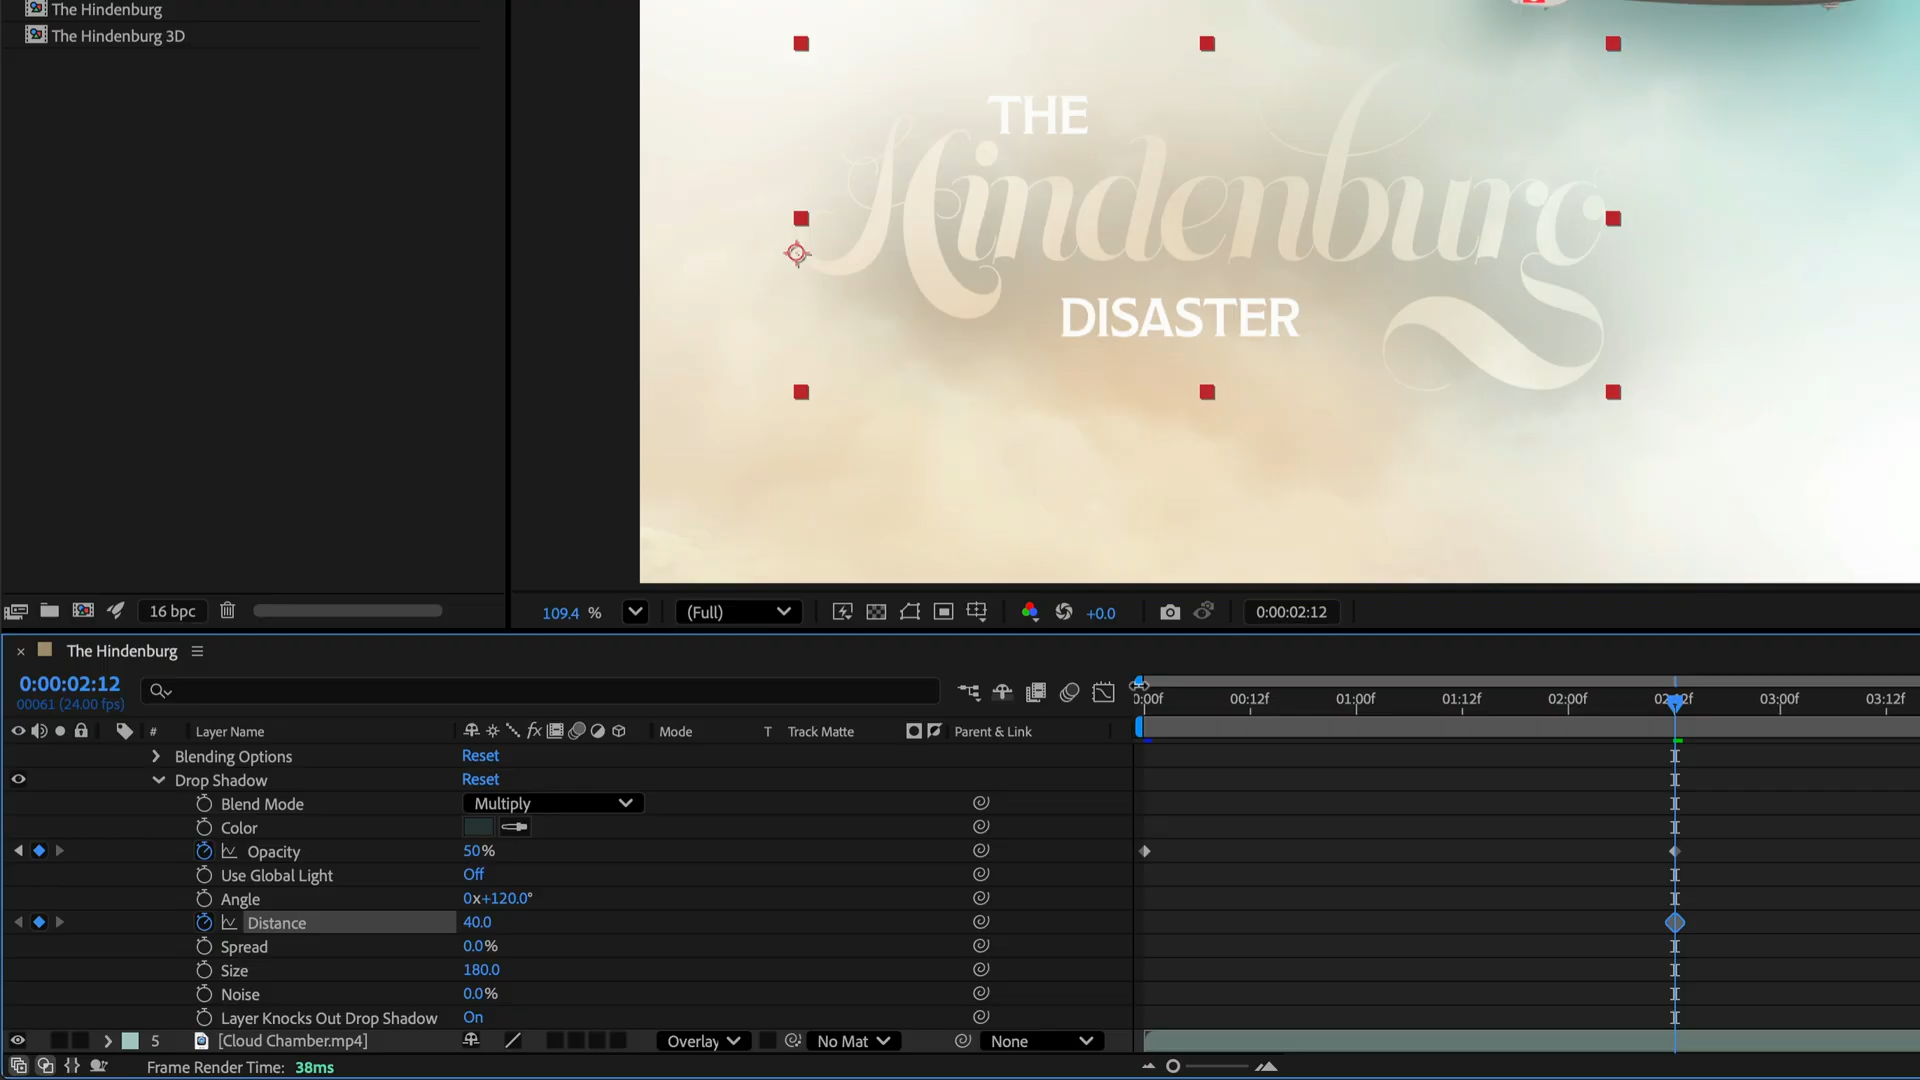 The Hindenburg
The Hindenburg 3D
THE
Hindenburg
DISASTER
16 bpc
109.4 %
(Full)
+0.0
0:00:02:12
The Hindenburg
0:00:02:12
00061 (24.00 fps)
0:00f 00:12f 01:00f 01:12f 02:00f 02:12f 03:00f 03:12f
# Layer Name fx Mode T Track Matte Parent & Link
Blending Options Reset
Drop Shadow Reset
Blend Mode Multiply
Color
Opacity 50%
Use Global Light Off
Angle 0x+120.0°
Distance 40.0
Spread 0.0%
Size 180.0
Noise 0.0%
Layer Knocks Out Drop Shadow On
5 [Cloud Chamber.mp4] Overlay No Mat None
Frame Render Time: 38ms